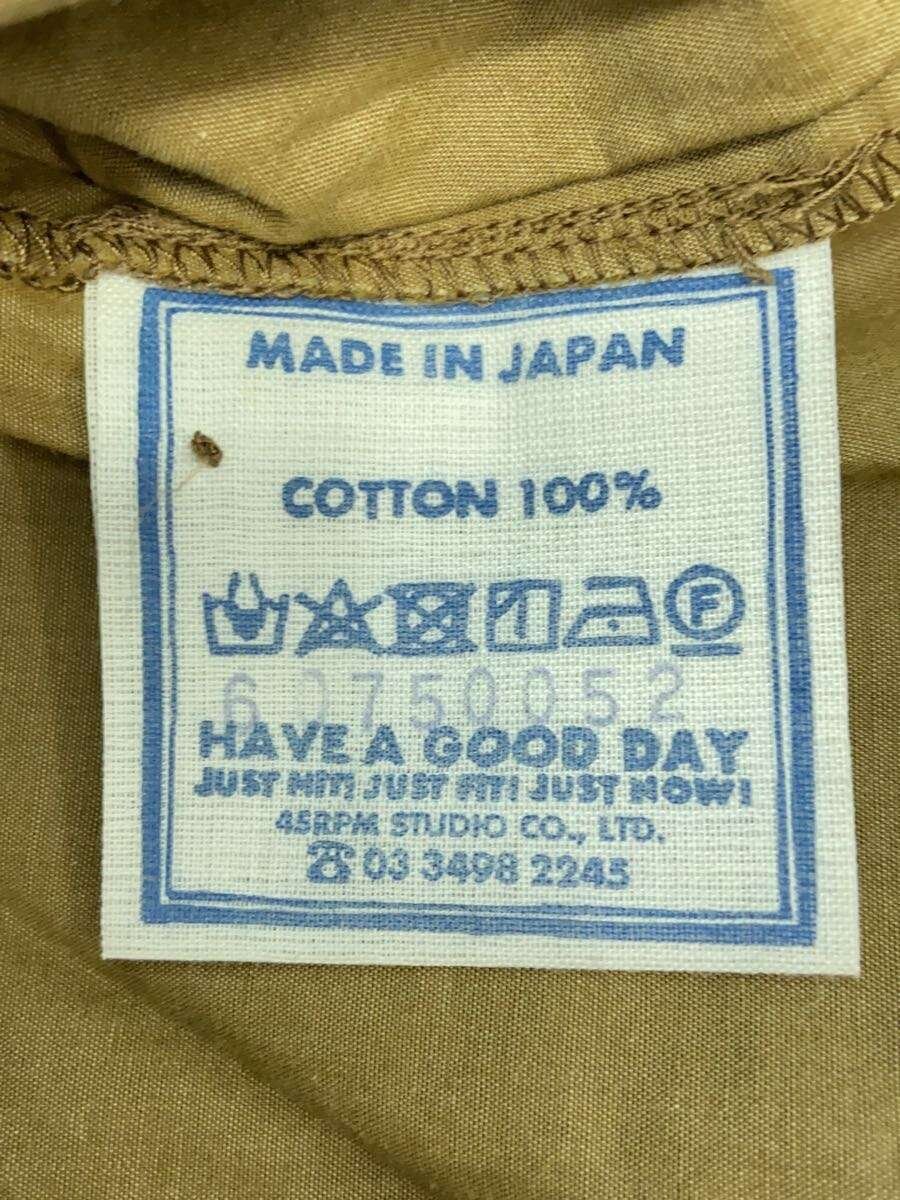 MADE IN JAPAN
COTTON 100%
F
60750052
HAVE A GOOD DAY
JUST HIT! JUST FIT! JUST NOW!
45RPM STUDIO CO., LTD.
☎03 3498 2245